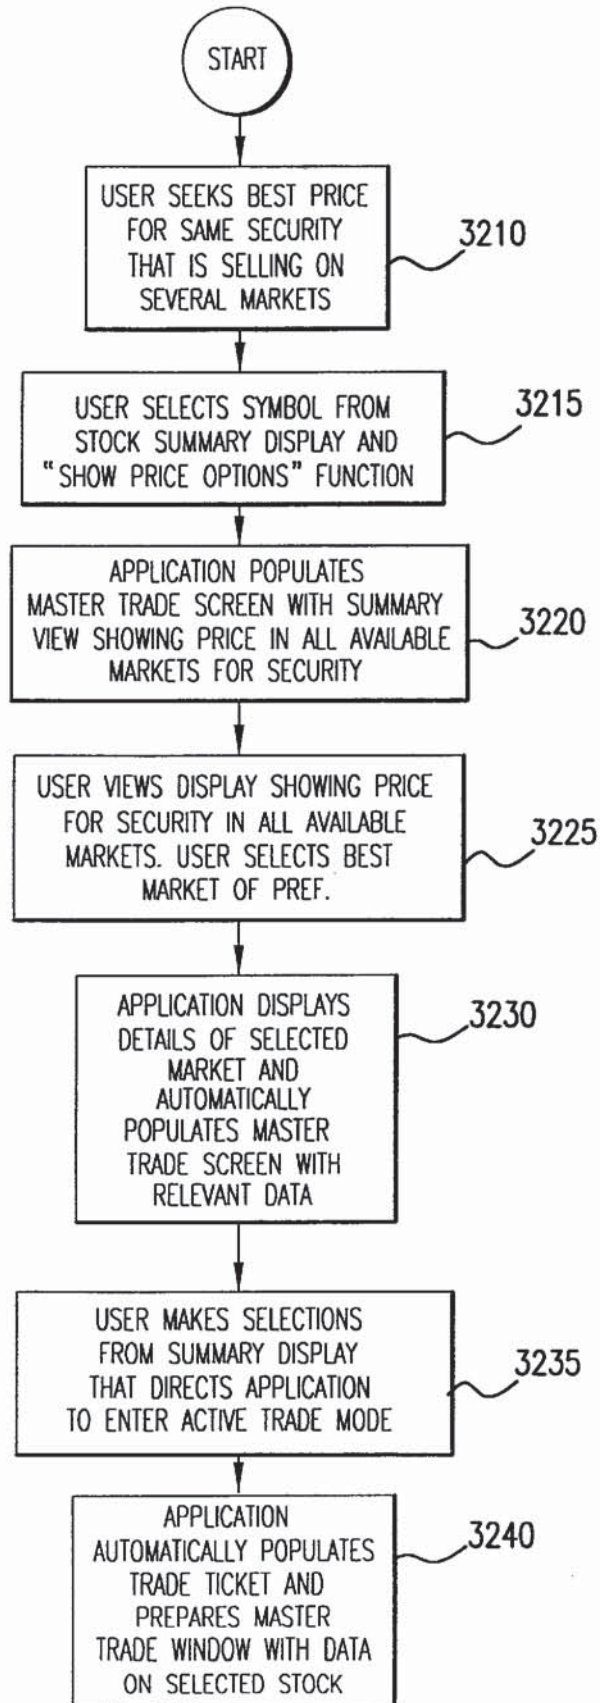 START
USER SEEKS BEST PRICE
FOR SAME SECURITY
THAT IS SELLING ON
SEVERAL MARKETS
3210
USER SELECTS SYMBOL FROM
STOCK SUMMARY DISPLAY AND
"SHOW PRICE OPTIONS" FUNCTION
3215
APPLICATION POPULATES
MASTER TRADE SCREEN WITH SUMMARY
VIEW SHOWING PRICE IN ALL AVAILABLE
MARKETS FOR SECURITY
3220
USER VIEWS DISPLAY SHOWING PRICE
FOR SECURITY IN ALL AVAILABLE
MARKETS. USER SELECTS BEST
MARKET OF PREF.
3225
APPLICATION DISPLAYS
DETAILS OF SELECTED
MARKET AND
AUTOMATICALLY
POPULATES MASTER
TRADE SCREEN WITH
RELEVANT DATA
3230
USER MAKES SELECTIONS
FROM SUMMARY DISPLAY
THAT DIRECTS APPLICATION
TO ENTER ACTIVE TRADE MODE
3235
APPLICATION
AUTOMATICALLY POPULATES
TRADE TICKET AND
PREPARES MASTER
TRADE WINDOW WITH DATA
ON SELECTED STOCK
3240